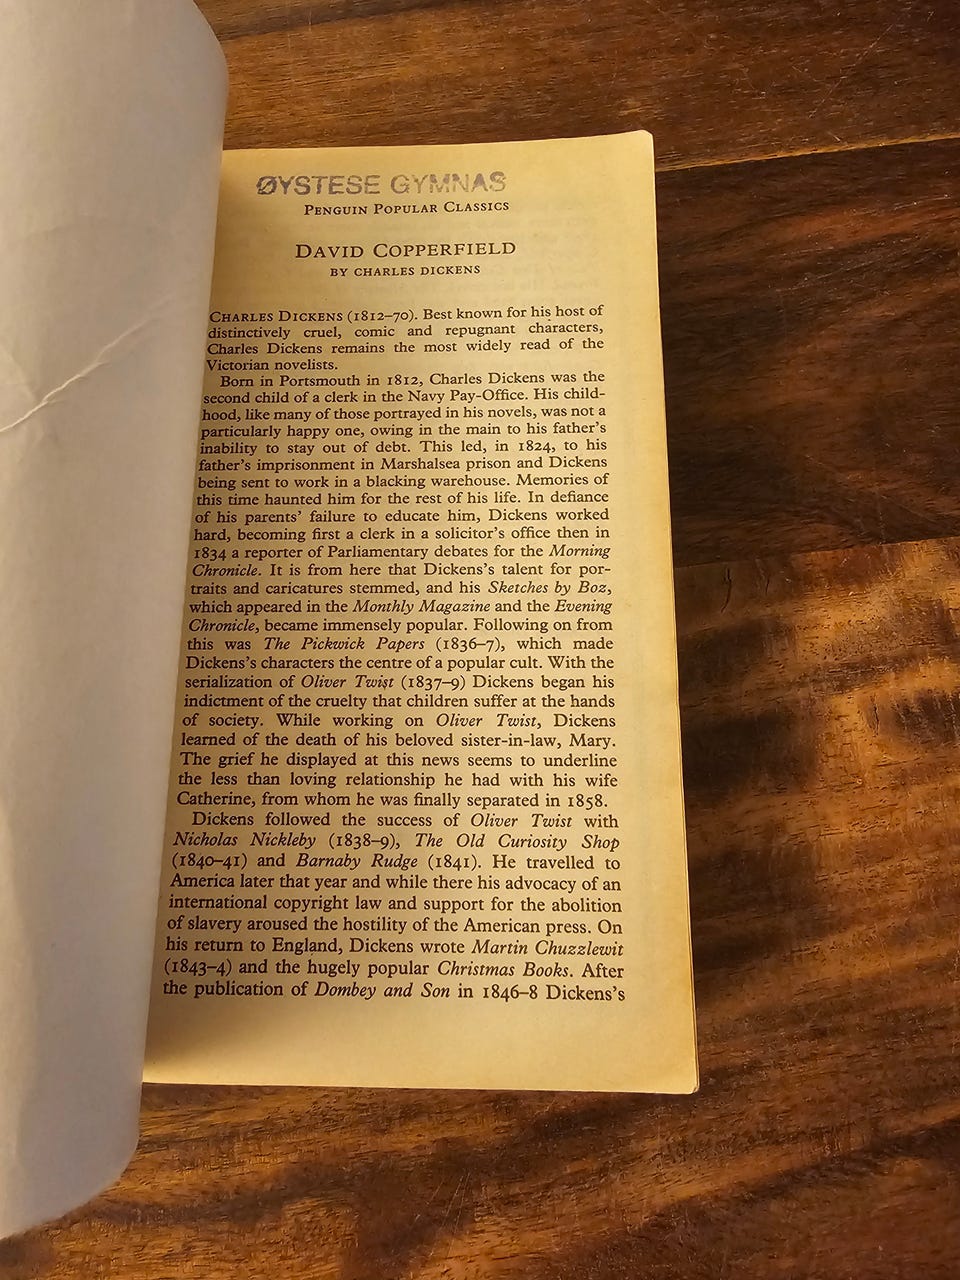 ØYSTESE GYMNAS
PENGUIN POPULAR CLASSICS
DAVID COPPERFIELD
BY CHARLES DICKENS
CHARLES DICKENS (1812–70). Best known for his host of
distinctively cruel, comic and repugnant characters,
Charles Dickens remains the most widely read of the
Victorian novelists.
Born in Portsmouth in 1812, Charles Dickens was the
second child of a clerk in the Navy Pay-Office. His child-
hood, like many of those portrayed in his novels, was not a
particularly happy one, owing in the main to his father's
inability to stay out of debt. This led, in 1824, to his
father's imprisonment in Marshalsea prison and Dickens
being sent to work in a blacking warehouse. Memories of
this time haunted him for the rest of his life. In defiance
of his parents' failure to educate him, Dickens worked
hard, becoming first a clerk in a solicitor's office then in
1834 a reporter of Parliamentary debates for the Morning
Chronicle. It is from here that Dickens's talent for por-
traits and caricatures stemmed, and his Sketches by Boz,
which appeared in the Monthly Magazine and the Evening
Chronicle, became immensely popular. Following on from
this was The Pickwick Papers (1836–7), which made
Dickens's characters the centre of a popular cult. With the
serialization of Oliver Twist (1837–9) Dickens began his
indictment of the cruelty that children suffer at the hands
of society. While working on Oliver Twist, Dickens
learned of the death of his beloved sister-in-law, Mary.
The grief he displayed at this news seems to underline
the less than loving relationship he had with his wife
Catherine, from whom he was finally separated in 1858.
Dickens followed the success of Oliver Twist with
Nicholas Nickleby (1838–9), The Old Curiosity Shop
(1840–41) and Barnaby Rudge (1841). He travelled to
America later that year and while there his advocacy of an
international copyright law and support for the abolition
of slavery aroused the hostility of the American press. On
his return to England, Dickens wrote Martin Chuzzlewit
(1843–4) and the hugely popular Christmas Books. After
the publication of Dombey and Son in 1846–8 Dickens's